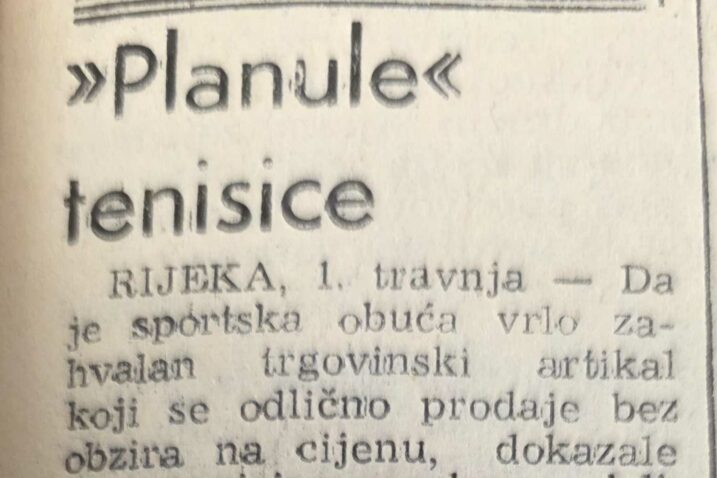 »Planule«
tenisice
RIJEKA, 1. travnja — Da
je sportska obuća vrlo za-
hvalan trgovinski artikal
koji se odlično prodaje bez
obzira na cijenu, dokazale